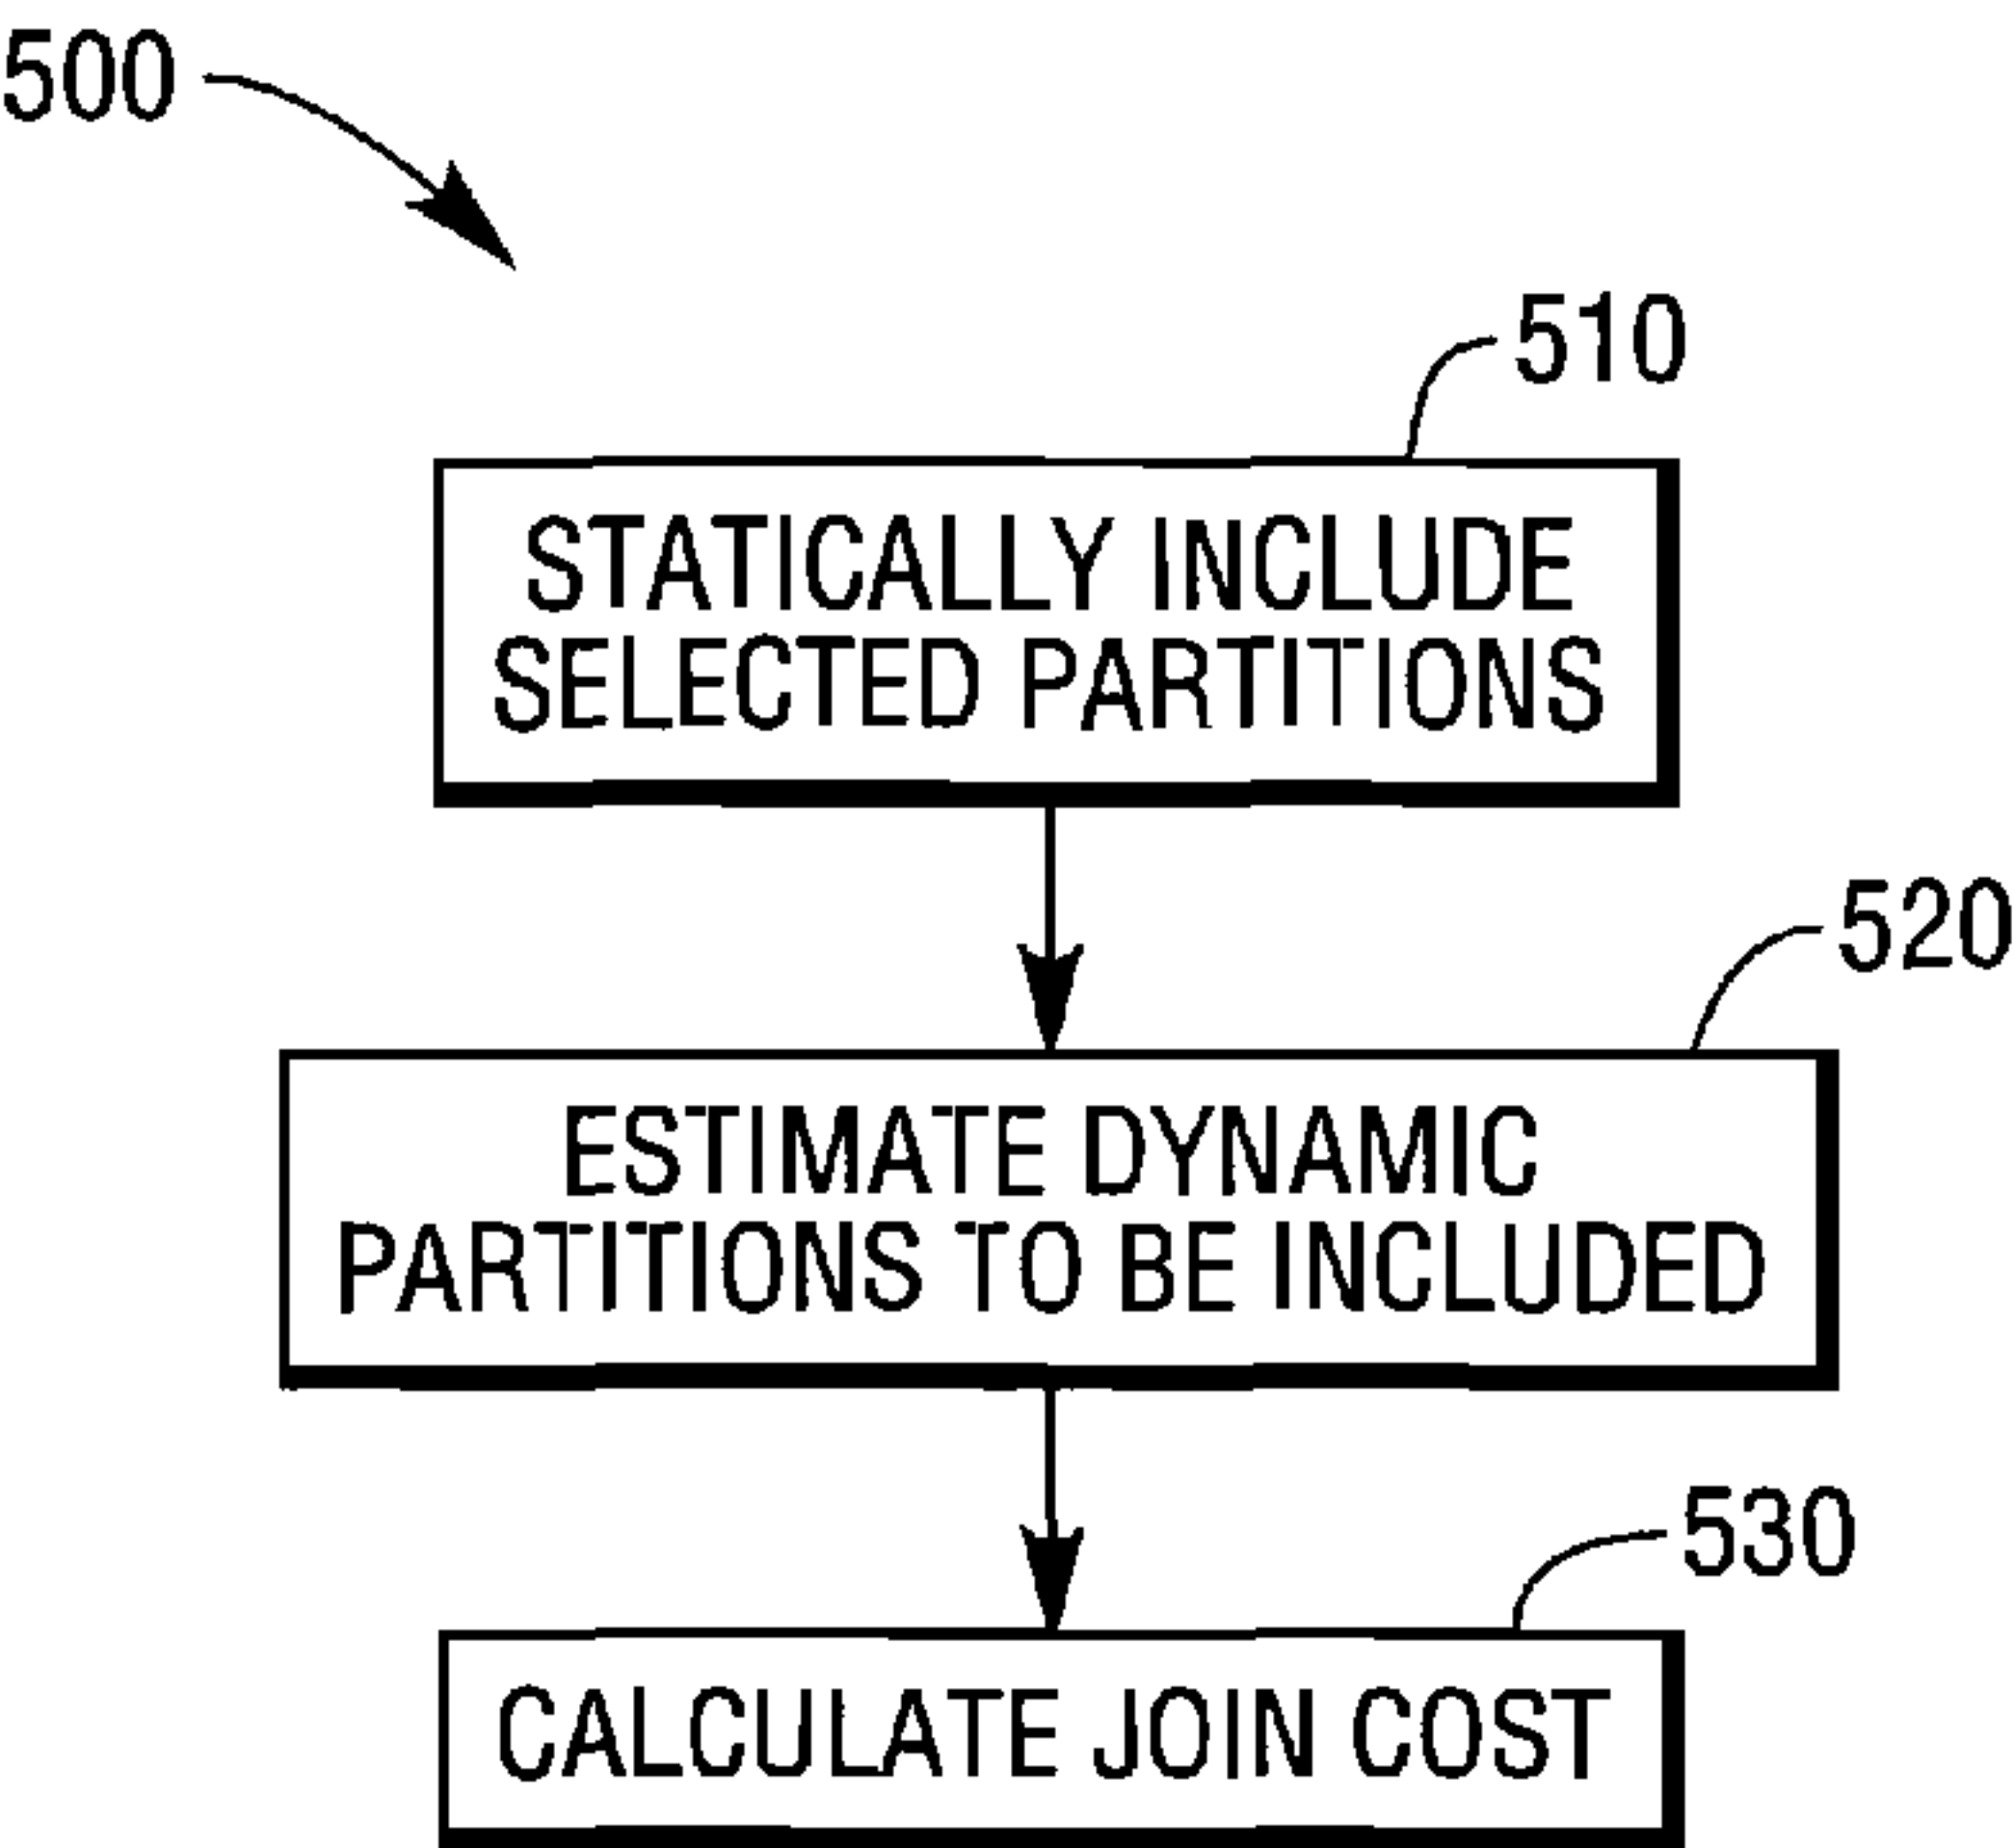 500
510
STATICALLY INCLUDE
SELECTED PARTITIONS
520
ESTIMATE DYNAMIC
PARTITIONS TO BE INCLUDED
530
CALCULATE JOIN COST